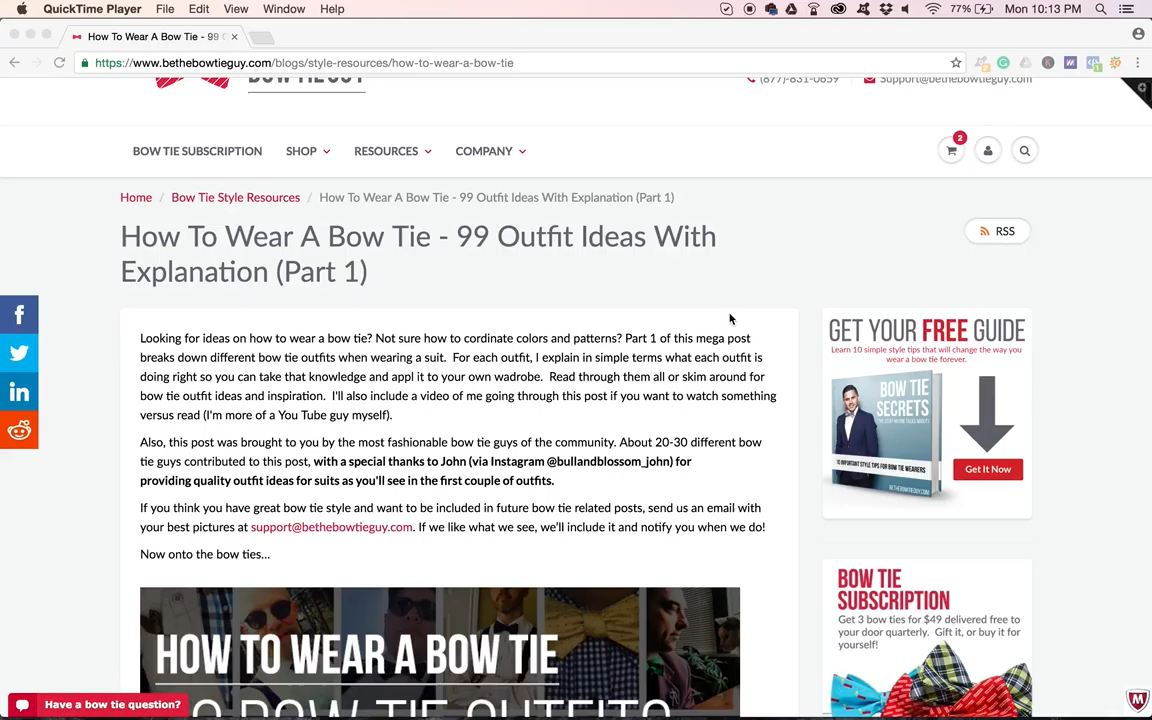 QuickTime Player File Edit View Window Help 77% Mon 10:13 PM
How To Wear A Bow Tie - 99
https://www.bethebowtieguy.com/blogs/style-resources/how-to-wear-a-bow-tie
BOW TIE GUY
(877)-831-0659 Support@bethebowtieguy.com
BOW TIE SUBSCRIPTION SHOP RESOURCES COMPANY 2
Home / Bow Tie Style Resources / How To Wear A Bow Tie - 99 Outfit Ideas With Explanation (Part 1)
How To Wear A Bow Tie - 99 Outfit Ideas With
Explanation (Part 1)
RSS
Looking for ideas on how to wear a bow tie? Not sure how to cordinate colors and patterns? Part 1 of this mega post
breaks down different bow tie outfits when wearing a suit. For each outfit, I explain in simple terms what each outfit is
doing right so you can take that knowledge and appl it to your own wadrobe. Read through them all or skim around for
bow tie outfit ideas and inspiration. I'll also include a video of me going through this post if you want to watch something
versus read (I'm more of a You Tube guy myself).
Also, this post was brought to you by the most fashionable bow tie guys of the community. About 20-30 different bow
tie guys contributed to this post, with a special thanks to John (via Instagram @bullandblossom_john) for
providing quality outfit ideas for suits as you'll see in the first couple of outfits.
If you think you have great bow tie style and want to be included in future bow tie related posts, send us an email with
your best pictures at support@bethebowtieguy.com. If we like what we see, we'll include it and notify you when we do!
Now onto the bow ties...
HOW TO WEAR A BOW TIE
GET YOUR FREE GUIDE
Learn 10 simple style tips that will change the way you
wear a bow tie forever.
BOW TIE
SECRETS
10 IMPORTANT STYLE TIPS FOR BOW TIE WEARERS
BETHEBOWTIEGUY.COM
Get It Now
BOW TIE
SUBSCRIPTION
Get 3 bow ties for $49 delivered free to
your door quarterly. Gift it, or buy it for
yourself!
Have a bow tie question?